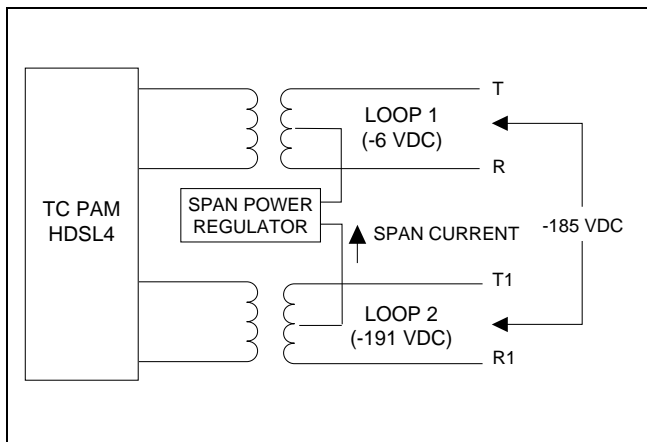 T
LOOP 1
(-6 VDC)
R
TC PAM
HDSL4
SPAN POWER
REGULATOR
SPAN CURRENT
-185 VDC
T1
LOOP 2
(-191 VDC)
R1